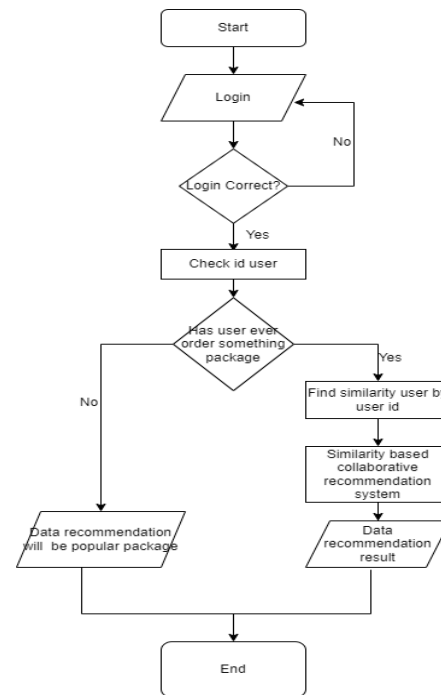 Start
Login
No
Login Correct?
Yes
Check id user
Has user ever
order something
package
Yes
No
Find similarity user by
user id
Similarity based
collaborative
recommendation
system
Data recommendation
will be popular package
Data
recommendation
result
End